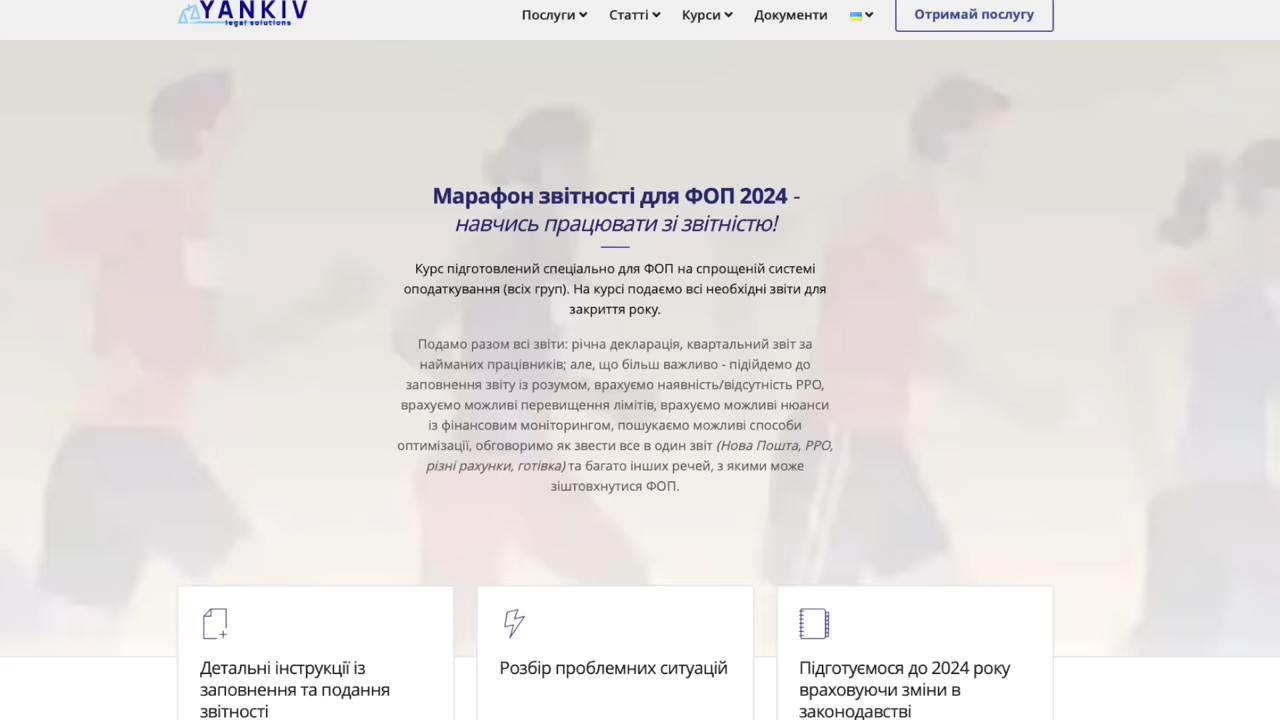 YANKIV
legal solutions
Послуги
Статті
Курси
Документи
Отримай послугу
Марафон звітності для ФОП 2024 -
навчись працювати зі звітністю!
Курс підготовлений спеціально для ФОП на спрощеній системі
оподаткування (всіх груп). На курсі подаємо всі необхідні звіти для
закриття року.
Подамо разом всі звіти: річна декларація, квартальний звіт за
найманих працівників; але, що більш важливо - підійдемо до
заповнення звіту із розумом, врахуємо наявність/відсутність РРО,
врахуємо можливі перевищення лімітів, врахуємо можливі нюанси
із фінансовим моніторингом, пошукаємо можливі способи
оптимізації, обговоримо як звести все в один звіт (Нова Пошта, РРО,
різні рахунки, готівка) та багато інших речей, з якими може
зіштовхнутися ФОП.
Детальні інструкції із
заповнення та подання
звітності
Розбір проблемних ситуацій
Підготуємося до 2024 року
враховуючи зміни в
законодавстві